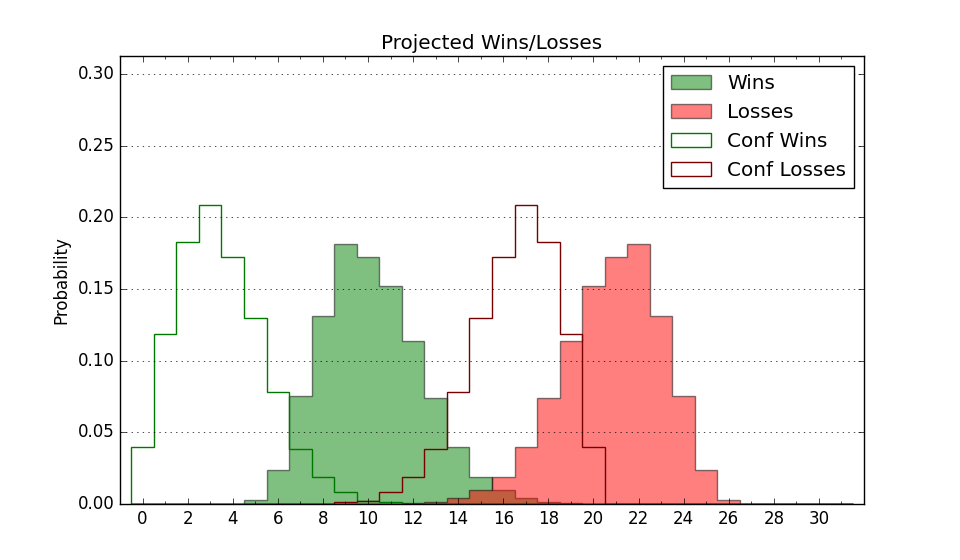 Projected Wins/Losses
Wins
Losses
Conf Wins
Conf Losses
Probability
0.30
0.25
0.20
0.15
0.10
0.05
0.00
0 2 4 6 8 10 12 14 16 18 20 22 24 26 28 30